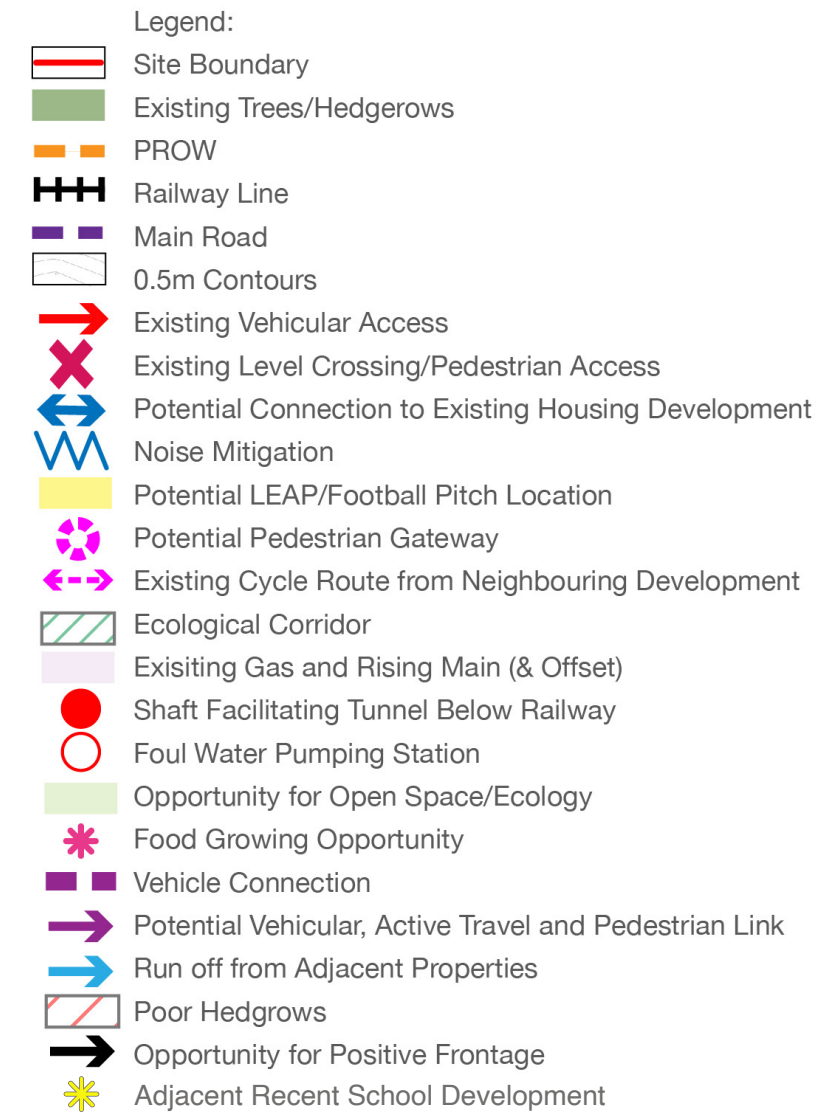 Legend:
Site Boundary
Existing Trees/Hedgerows
PROW
Railway Line
Main Road
0.5m Contours
Existing Vehicular Access
Existing Level Crossing/Pedestrian Access
Potential Connection to Existing Housing Development
Noise Mitigation
Potential LEAP/Football Pitch Location
Potential Pedestrian Gateway
Existing Cycle Route from Neighbouring Development
Ecological Corridor
Exisiting Gas and Rising Main (& Offset)
Shaft Facilitating Tunnel Below Railway
Foul Water Pumping Station
Opportunity for Open Space/Ecology
Food Growing Opportunity
Vehicle Connection
Potential Vehicular, Active Travel and Pedestrian Link
Run off from Adjacent Properties
Poor Hedgrows
Opportunity for Positive Frontage
Adjacent Recent School Development